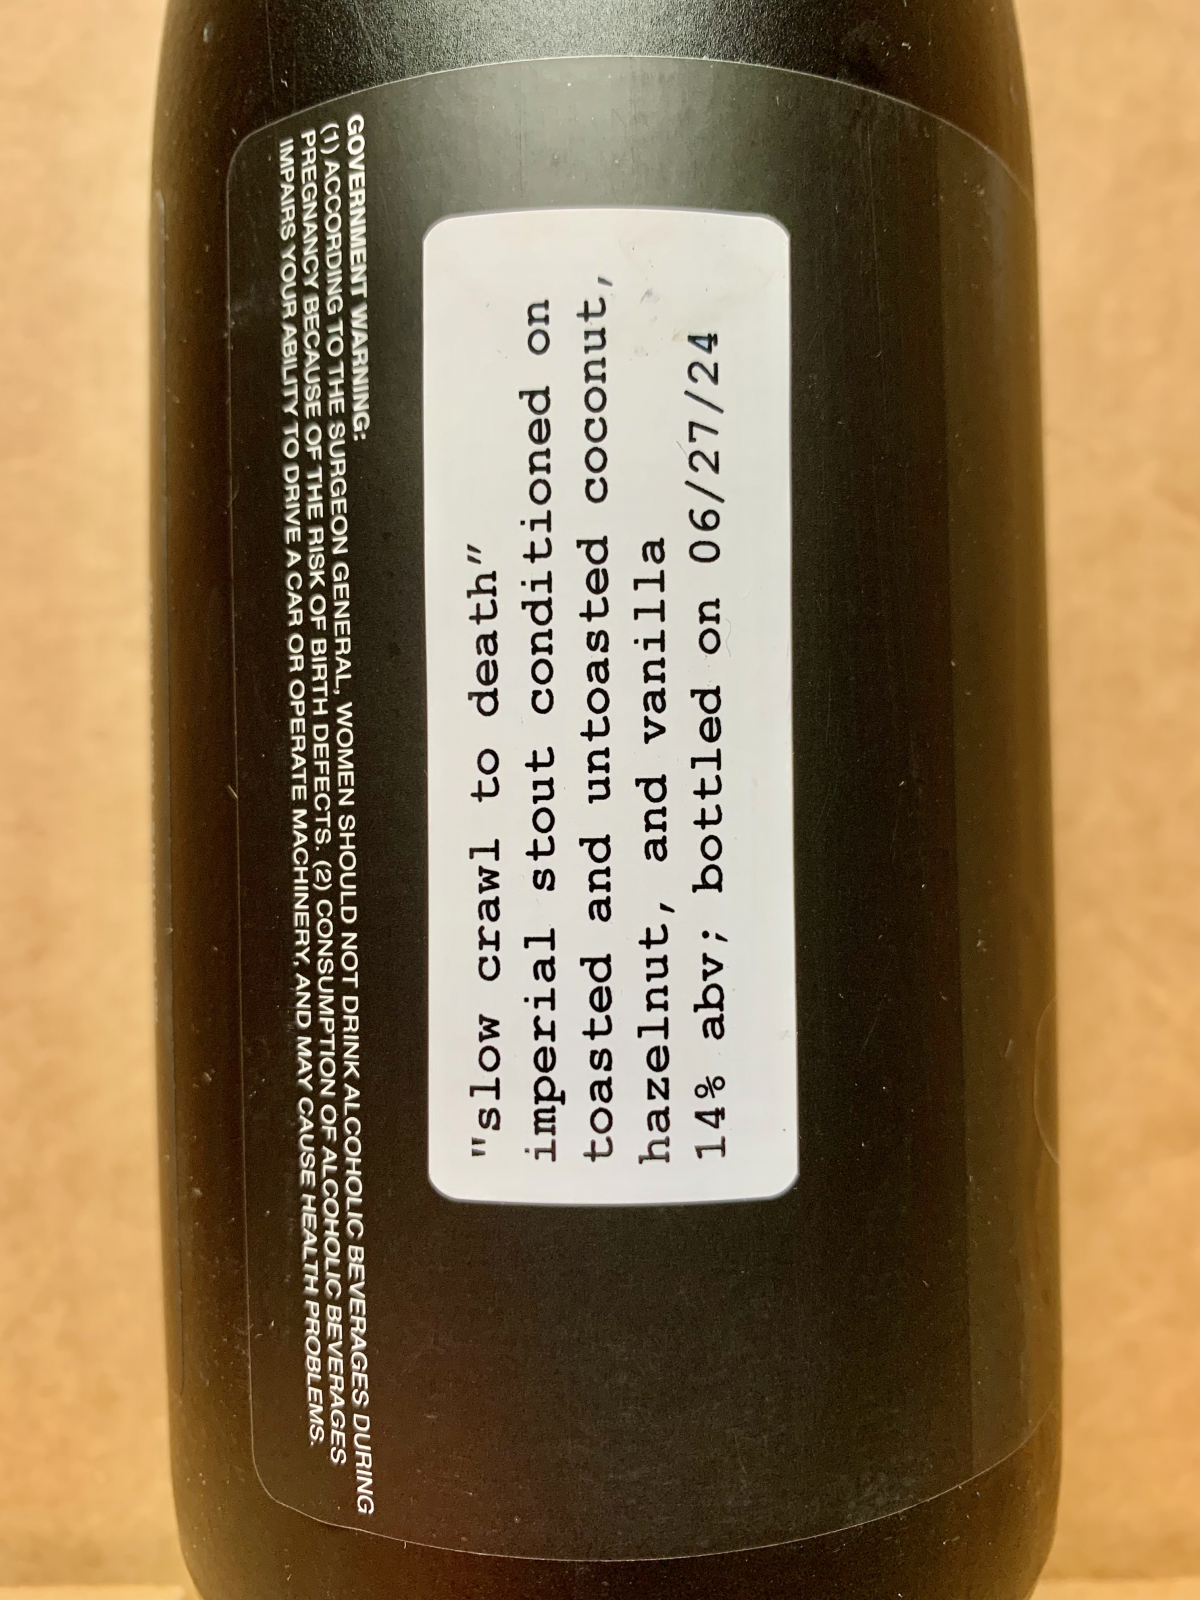 "slow crawl to death"
imperial stout conditioned on
toasted and untoasted coconut,
hazelnut, and vanilla
14% abv; bottled on 06/27/24
GOVERNMENT WARNING:
(1) ACCORDING TO THE SURGEON GENERAL, WOMEN SHOULD NOT DRINK ALCOHOLIC BEVERAGES DURING
PREGNANCY BECAUSE OF THE RISK OF BIRTH DEFECTS. (2) CONSUMPTION OF ALCOHOLIC BEVERAGES
IMPAIRS YOUR ABILITY TO DRIVE A CAR OR OPERATE MACHINERY, AND MAY CAUSE HEALTH PROBLEMS.